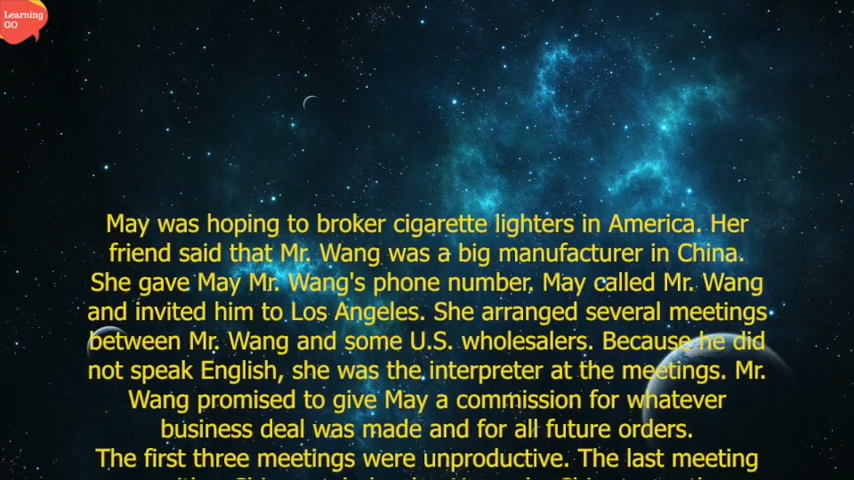 Learning
GO
May was hoping to broker cigarette lighters in America. Her
friend said that Mr. Wang was a big manufacturer in China.
She gave May Mr. Wang's phone number. May called Mr. Wang
and invited him to Los Angeles. She arranged several meetings
between Mr. Wang and some U.S. wholesalers. Because he did
not speak English, she was the interpreter at the meetings. Mr.
Wang promised to give May a commission for whatever
business deal was made and for all future orders.
The first three meetings were unproductive. The last meeting